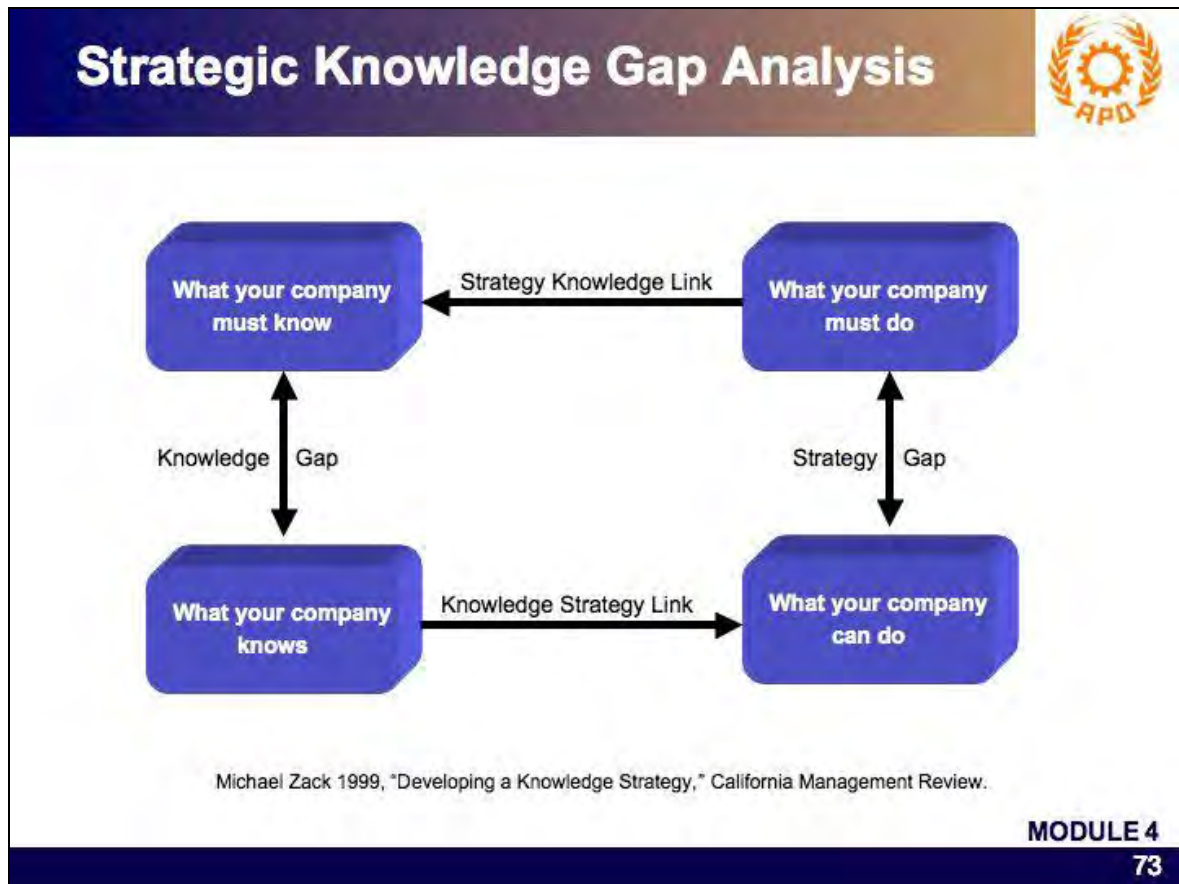 Strategic Knowledge Gap Analysis
APO
What your company
must know
Strategy Knowledge Link
What your company
must do
Knowledge Gap
Strategy Gap
What your company
knows
Knowledge Strategy Link
What your company
can do
Michael Zack 1999, "Developing a Knowledge Strategy," California Management Review.
MODULE 4
73